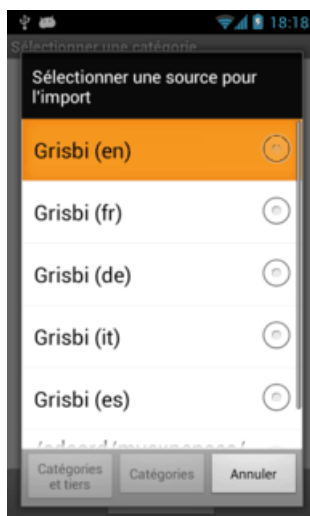 18:18
Sélectionner une catégorie
Sélectionner une source pour
l'import
Grisbi (en)
Grisbi (fr)
Grisbi (de)
Grisbi (it)
Grisbi (es)
Catégories
et tiers
Catégories
Annuler